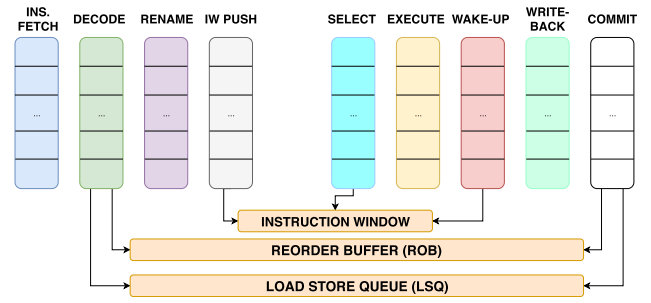 INS.
FETCH
DECODE
RENAME
IW PUSH
SELECT
EXECUTE
WAKE-UP
WRITE-
BACK
COMMIT
...
...
...
...
...
...
...
...
...
INSTRUCTION WINDOW
REORDER BUFFER (ROB)
LOAD STORE QUEUE (LSQ)